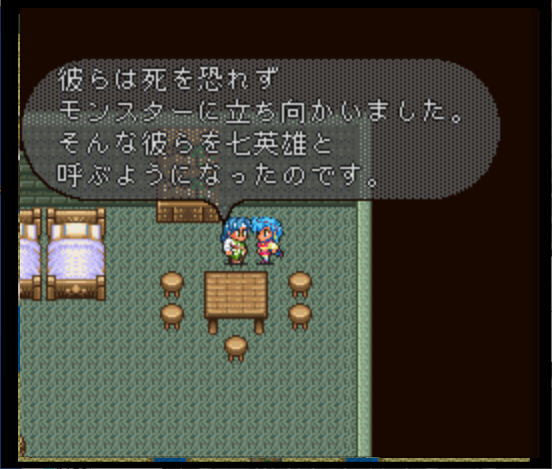 彼らは死を恐れず
モンスターに立ち向かいました。
そんな彼らを七英雄と
呼ぶようになったのです。